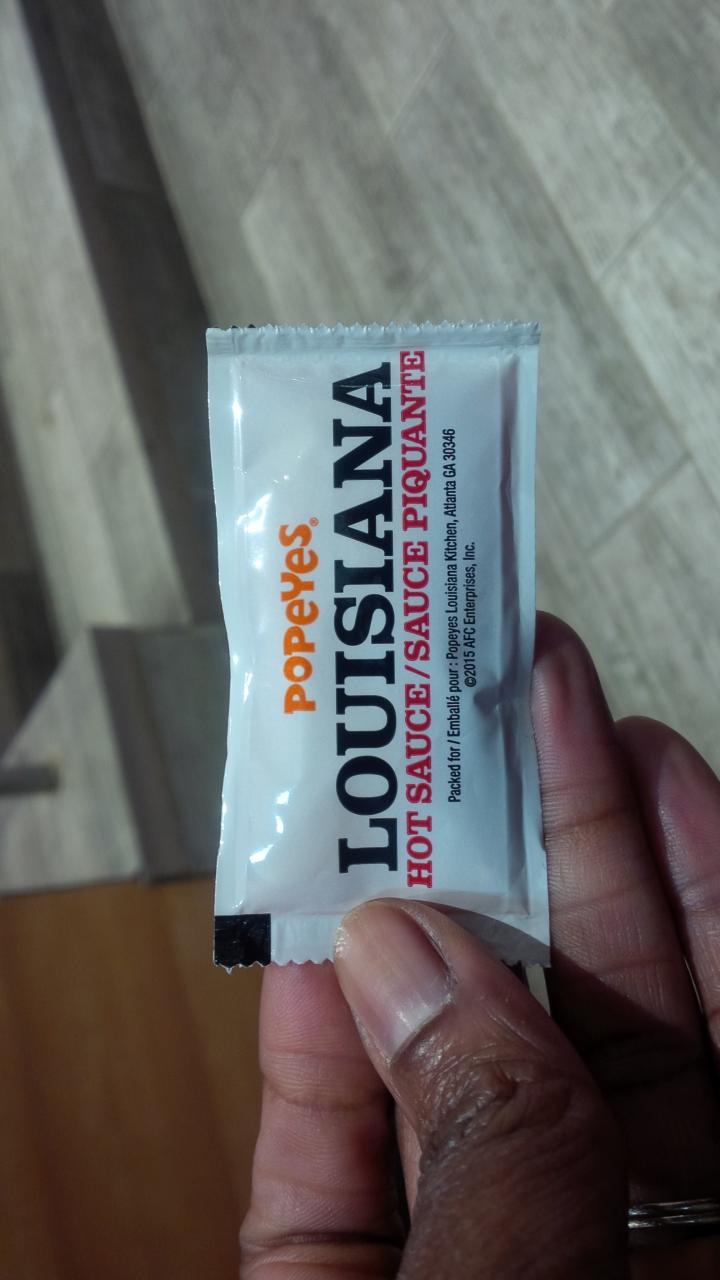 POPEYES®
LOUISIANA
HOT SAUCE/SAUCE PIQUANTE
Packed for / Emballé pour : Popeyes Louisiana Kitchen, Atlanta GA 30346
©2015 AFC Enterprises, Inc.